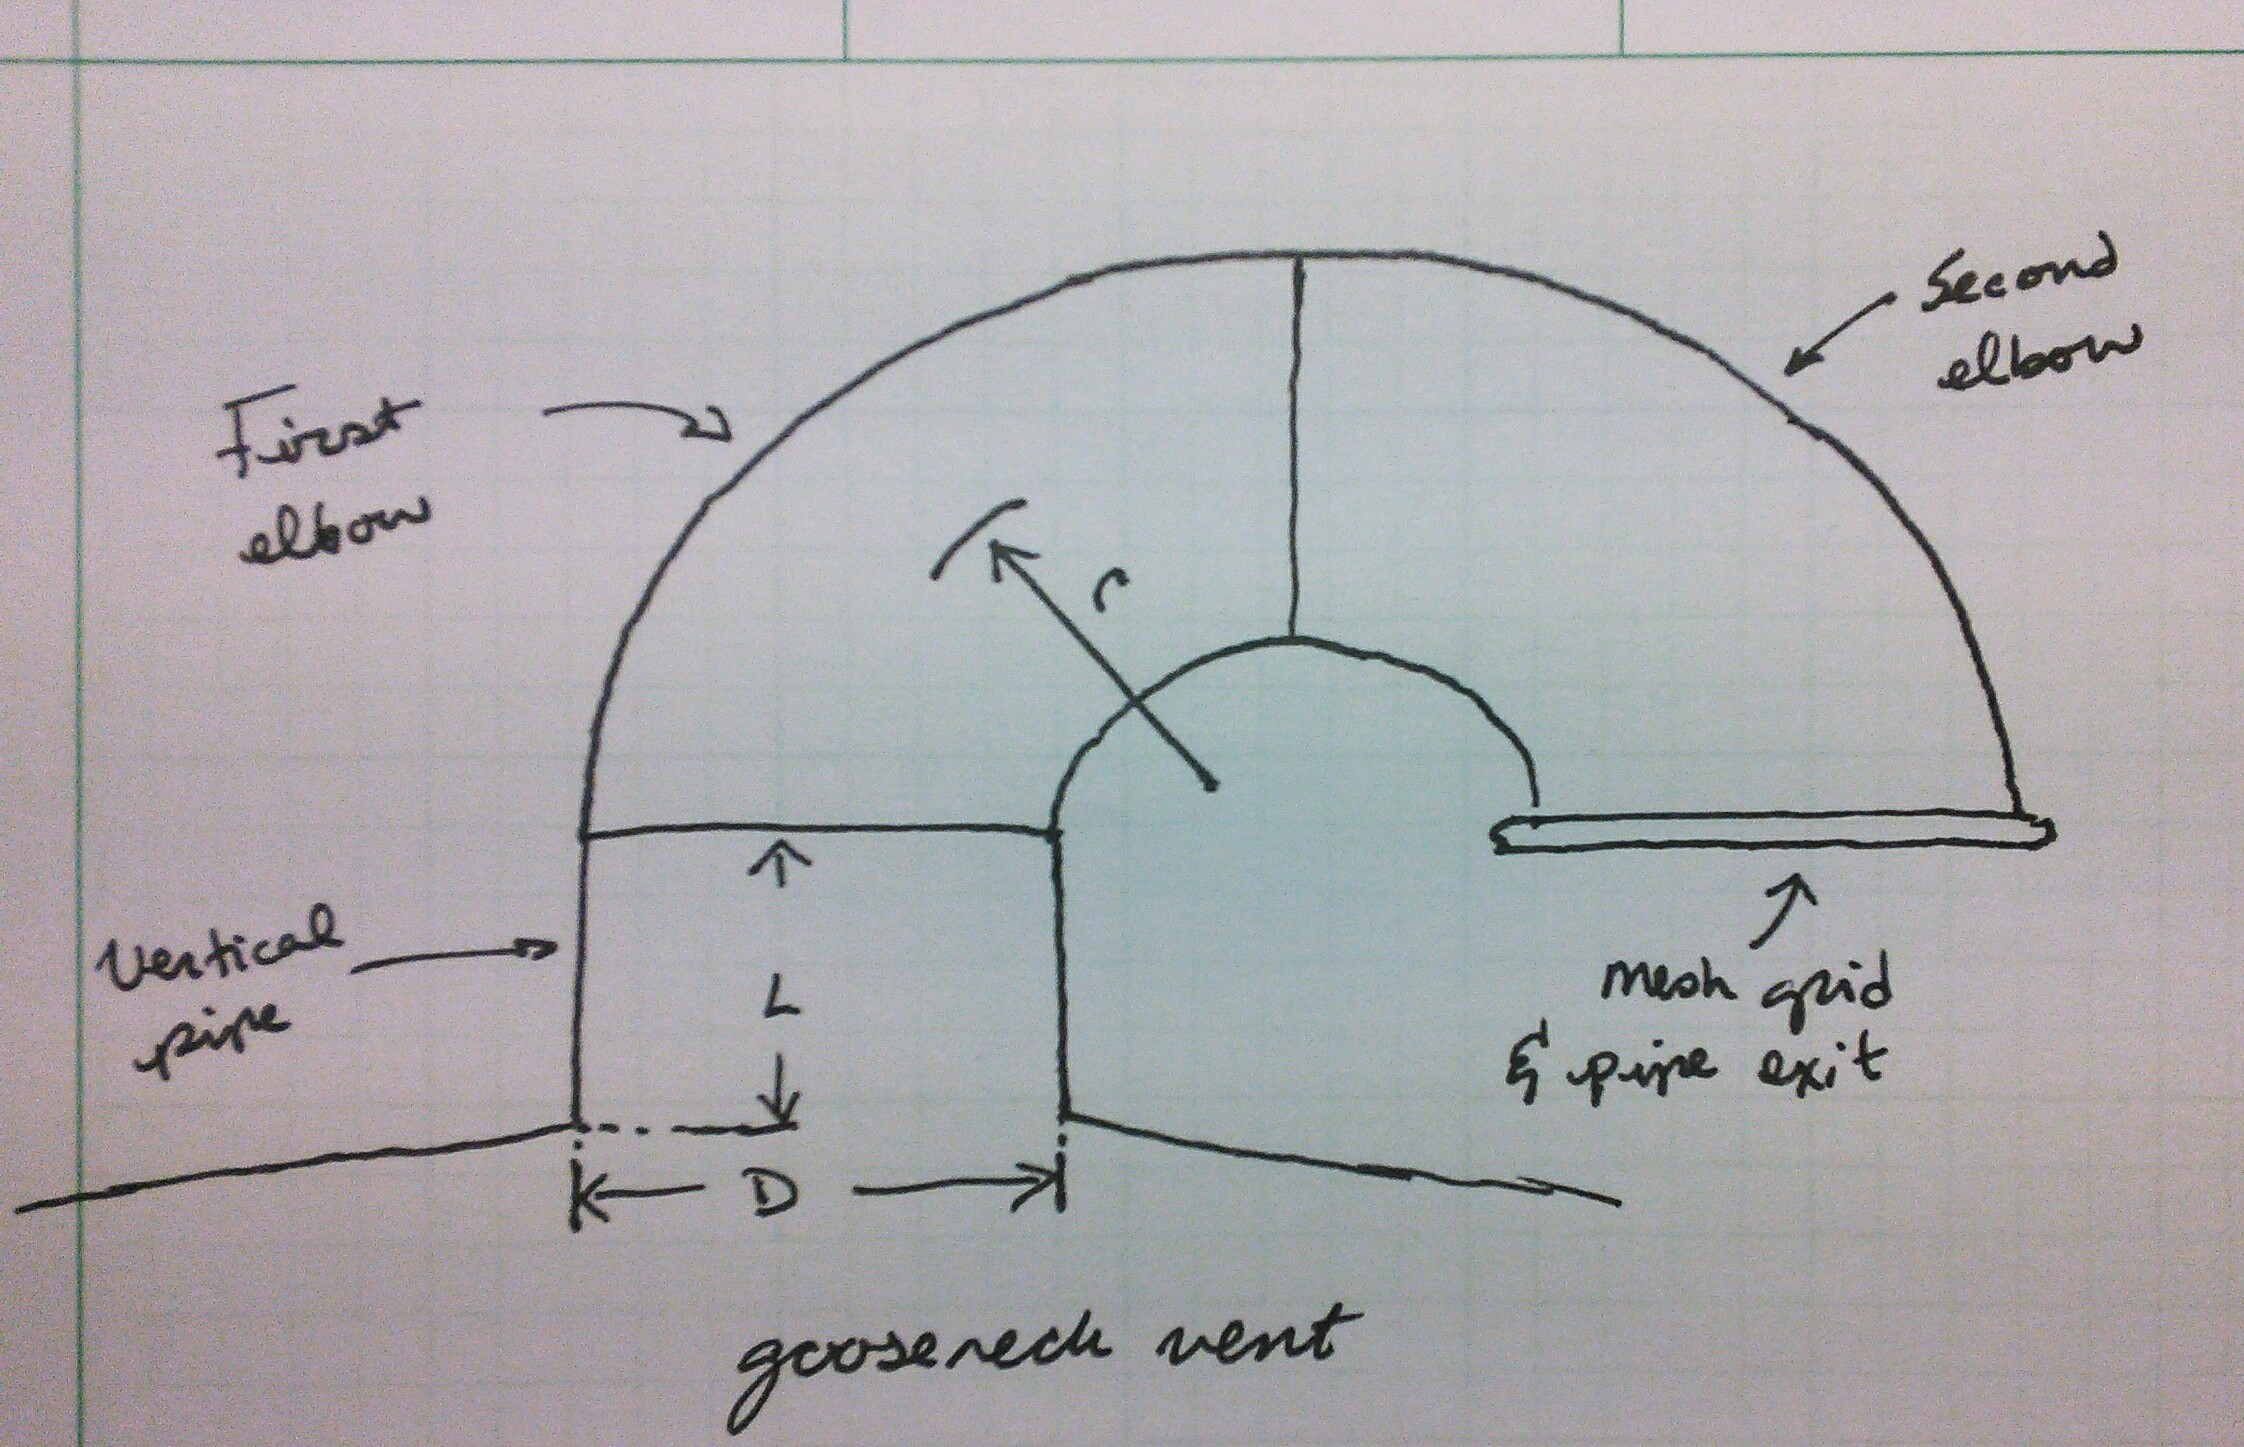 Second
elbow
First
elbow
r
Vertical
pipe
L
mesh grid
& pipe exit
D
gooseneck vent